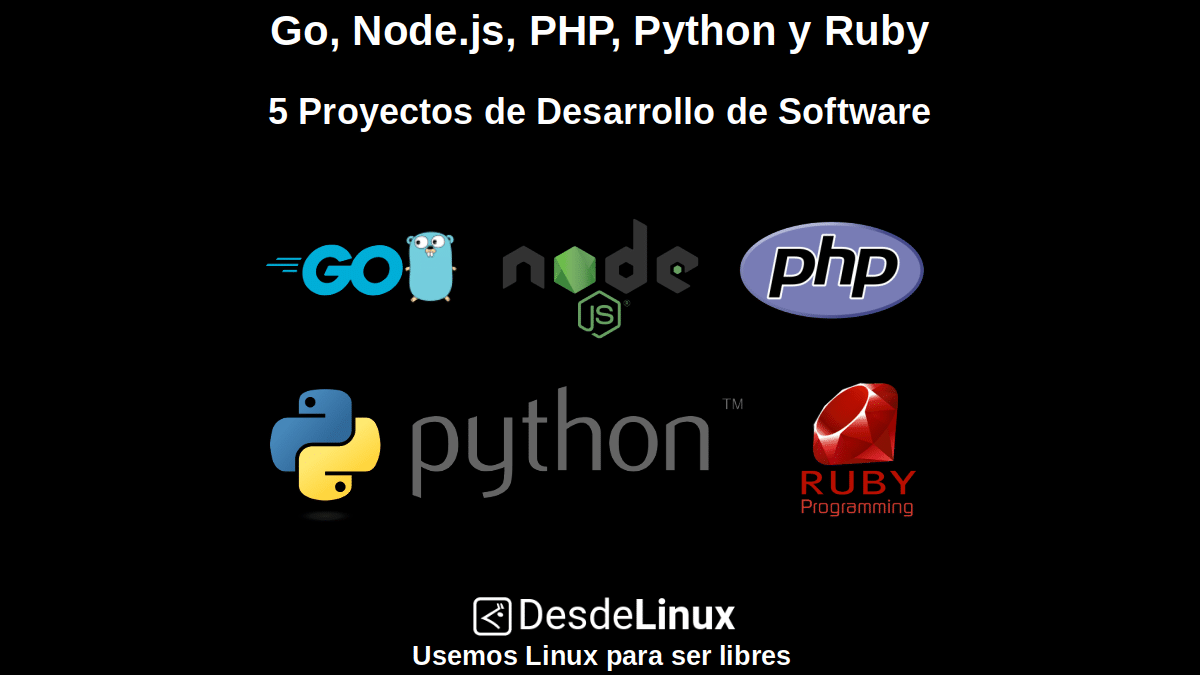 Go, Node.js, PHP, Python y Ruby
5 Proyectos de Desarrollo de Software
GO
node
JS ®
php
python TM
RUBY
Programming
DesdeLinux
Usemos Linux para ser libres